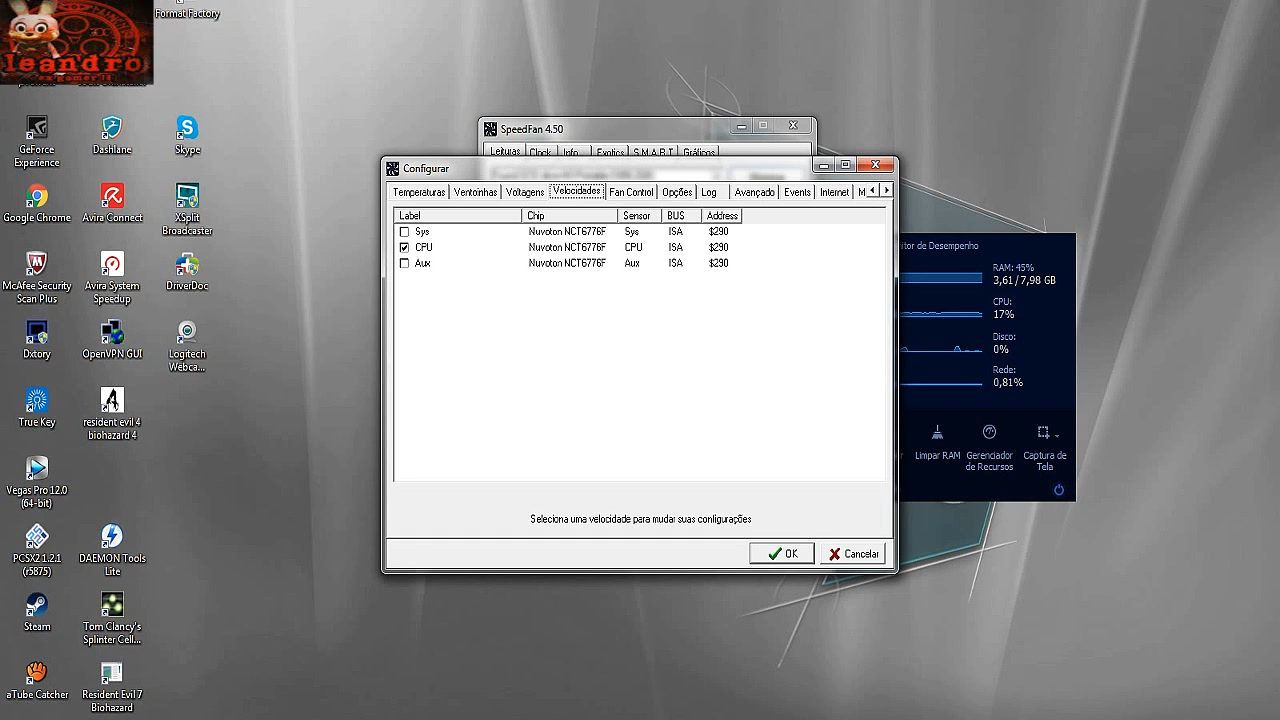 Format Factory
leandro
GeForce
Experience
Dashlane
Skype
Google Chrome
Avira Connect
XSplit
Broadcaster
McAfee Security
Scan Plus
Avira System
Speedup
DriverDoc
Dxtory
OpenVPN GUI
Logitech
Webca...
True Key
resident evil 4
biohazard 4
Vegas Pro 12.0
(64-bit)
PCSX2 1.2.1
(r5875)
DAEMON Tools
Lite
Steam
Tom Clancy's
Splinter Cell...
aTube Catcher
Resident Evil 7
Biohazard
SpeedFan 4.50
Leituras Clock Info Exotics S.M.A.R.T. Gráficos
Configurar
Temperaturas Ventoinhas Voltagens Velocidades Fan Control Opções Log Avançado Events Internet M
Label Chip Sensor BUS Address
Sys Nuvoton NCT6776F Sys ISA $290
CPU Nuvoton NCT6776F CPU ISA $290
Aux Nuvoton NCT6776F Aux ISA $290
Seleciona uma velocidade para mudar suas configurações
OK Cancelar
itor de Desempenho
RAM: 45%
3,61/7,98 GB
CPU:
17%
Disco:
0%
Rede:
0,81%
Limpar RAM
Gerenciador
de Recursos
Captura de
Tela